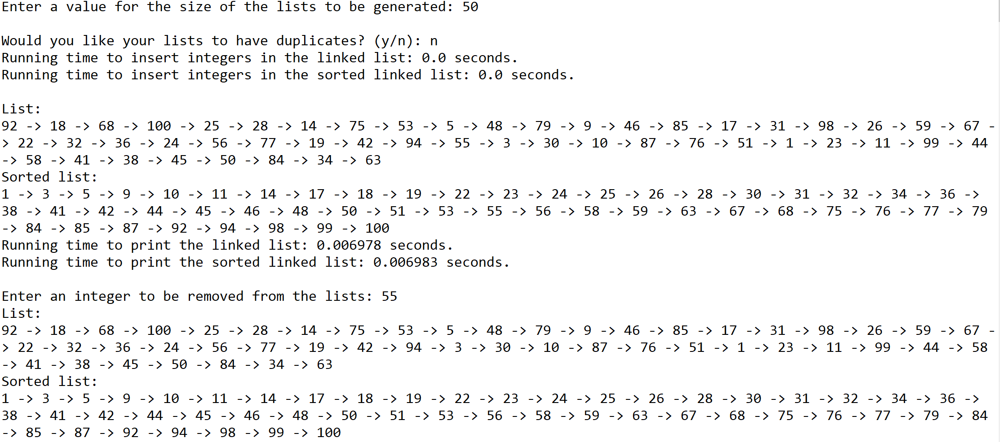 Enter a value for the size of the lists to be generated: 50
Would you like your lists to have duplicates? (y/n): n
Running time to insert integers in the linked list: 0.0 seconds.
Running time to insert integers in the sorted linked list: 0.0 seconds.
List:
92 -> 18 -> 68 -> 100 -> 25 -> 28 -> 14 -> 75 -> 53 -> 5 -> 48 -> 79 -> 9 -> 46 -> 85 -> 17 -> 31 -> 98 -> 26 -> 59 -> 67 -
> 22 -> 32 -> 36 -> 24 -> 56 -> 77 -> 19 -> 42 -> 94 -> 55 -> 3 -> 30 -> 10 -> 87 -> 76 -> 51 -> 1 -> 23 -> 11 -> 99 -> 44
-> 58 -> 41 -> 38 -> 45 -> 50 -> 84 -> 34 -> 63
Sorted list:
1 -> 3 -> 5 -> 9 -> 10 -> 11 -> 14 -> 17 -> 18 -> 19 -> 22 -> 23 -> 24 -> 25 -> 26 -> 28 -> 30 -> 31 -> 32 -> 34 -> 36 ->
38 -> 41 -> 42 -> 44 -> 45 -> 46 -> 48 -> 50 -> 51 -> 53 -> 55 -> 56 -> 58 -> 59 -> 63 -> 67 -> 68 -> 75 -> 76 -> 77 -> 79
-> 84 -> 85 -> 87 -> 92 -> 94 -> 98 -> 99 -> 100
Running time to print the linked list: 0.006978 seconds.
Running time to print the sorted linked list: 0.006983 seconds.
Enter an integer to be removed from the lists: 55
List:
92 -> 18 -> 68 -> 100 -> 25 -> 28 -> 14 -> 75 -> 53 -> 5 -> 48 -> 79 -> 9 -> 46 -> 85 -> 17 -> 31 -> 98 -> 26 -> 59 -> 67 -
> 22 -> 32 -> 36 -> 24 -> 56 -> 77 -> 19 -> 42 -> 94 -> 3 -> 30 -> 10 -> 87 -> 76 -> 51 -> 1 -> 23 -> 11 -> 99 -> 44 -> 58
-> 41 -> 38 -> 45 -> 50 -> 84 -> 34 -> 63
Sorted list:
1 -> 3 -> 5 -> 9 -> 10 -> 11 -> 14 -> 17 -> 18 -> 19 -> 22 -> 23 -> 24 -> 25 -> 26 -> 28 -> 30 -> 31 -> 32 -> 34 -> 36 ->
38 -> 41 -> 42 -> 44 -> 45 -> 46 -> 48 -> 50 -> 51 -> 53 -> 56 -> 58 -> 59 -> 63 -> 67 -> 68 -> 75 -> 76 -> 77 -> 79 -> 84
-> 85 -> 87 -> 92 -> 94 -> 98 -> 99 -> 100